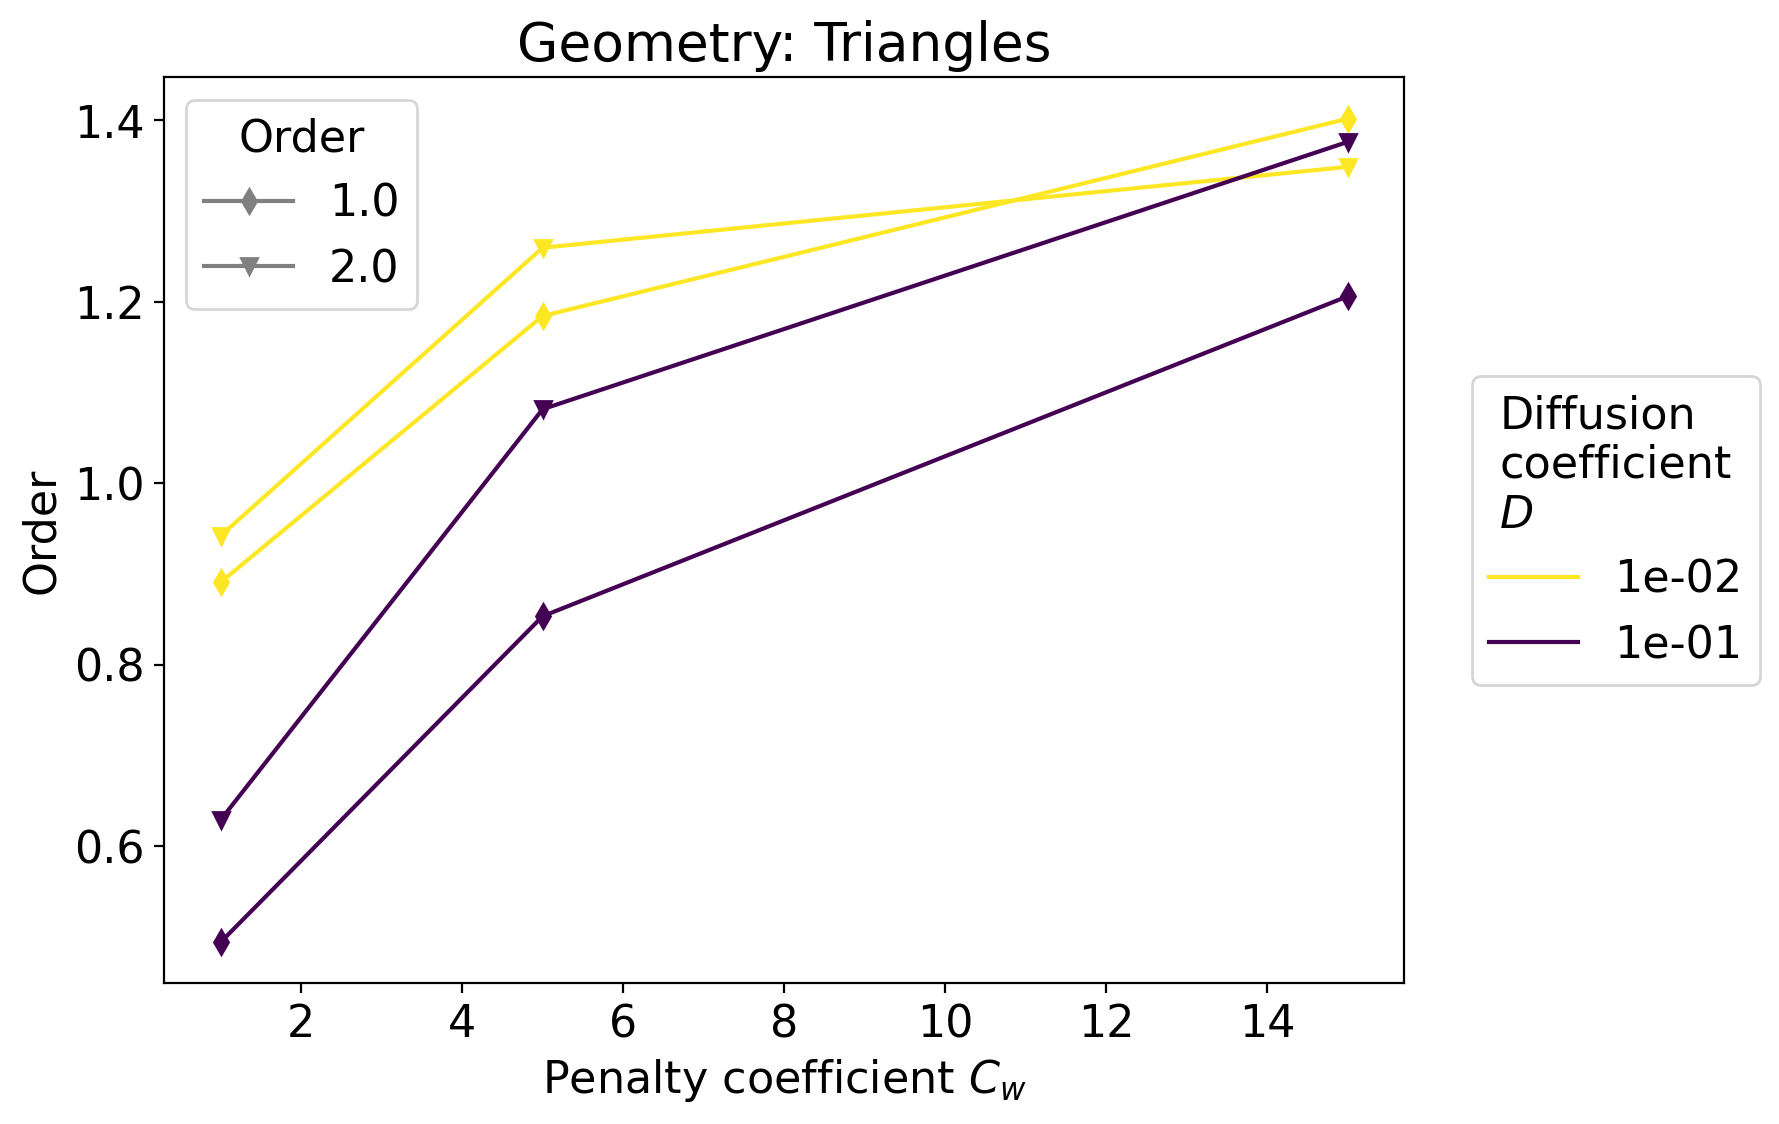 Geometry: Triangles
Order
1.0
2.0
1.4
1.2
1.0
0.8
0.6
Order
2 4 6 8 10 12 14
Penalty coefficient C_w
Diffusion
coefficient
D
1e-02
1e-01